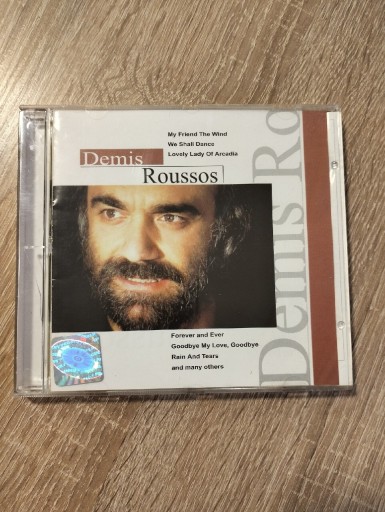 My Friend The Wind
We Shall Dance
Lovely Lady Of Arcadia
Demis
Roussos
Forever and Ever
Goodbye My Love, Goodbye
Rain And Tears
and many others
Demis Ro